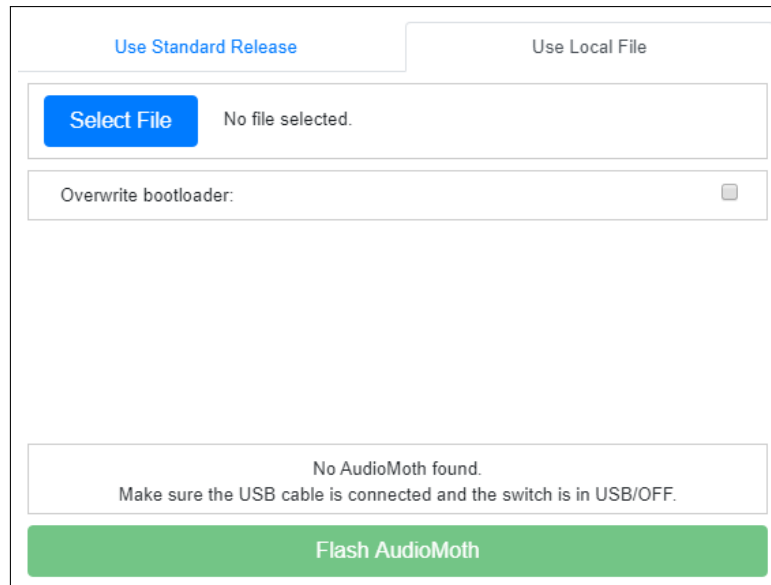 Use Standard Release
Use Local File
Select File
No file selected.
Overwrite bootloader:
No AudioMoth found.
Make sure the USB cable is connected and the switch is in USB/OFF.
Flash AudioMoth